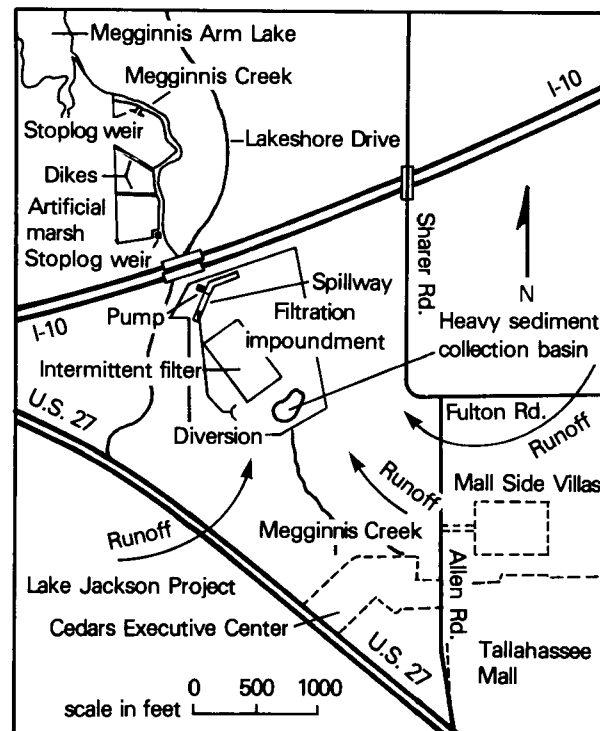 Megginnis Arm Lake
Megginnis Creek
I-10
Stoplog weir
Lakeshore Drive
Dikes
Artificial
marsh
Sharer Rd.
Stoplog weir
Spillway
N
Pump
Filtration
impoundment
Heavy sediment
collection basin
I-10
Intermittent filter
U.S. 27
Fulton Rd.
Diversion
Runoff
Runoff
Mall Side Villas
Runoff
Megginnis Creek
Allen Rd.
Lake Jackson Project
Cedars Executive Center
U.S. 27
Tallahassee
Mall
0 500 1000
scale in feet